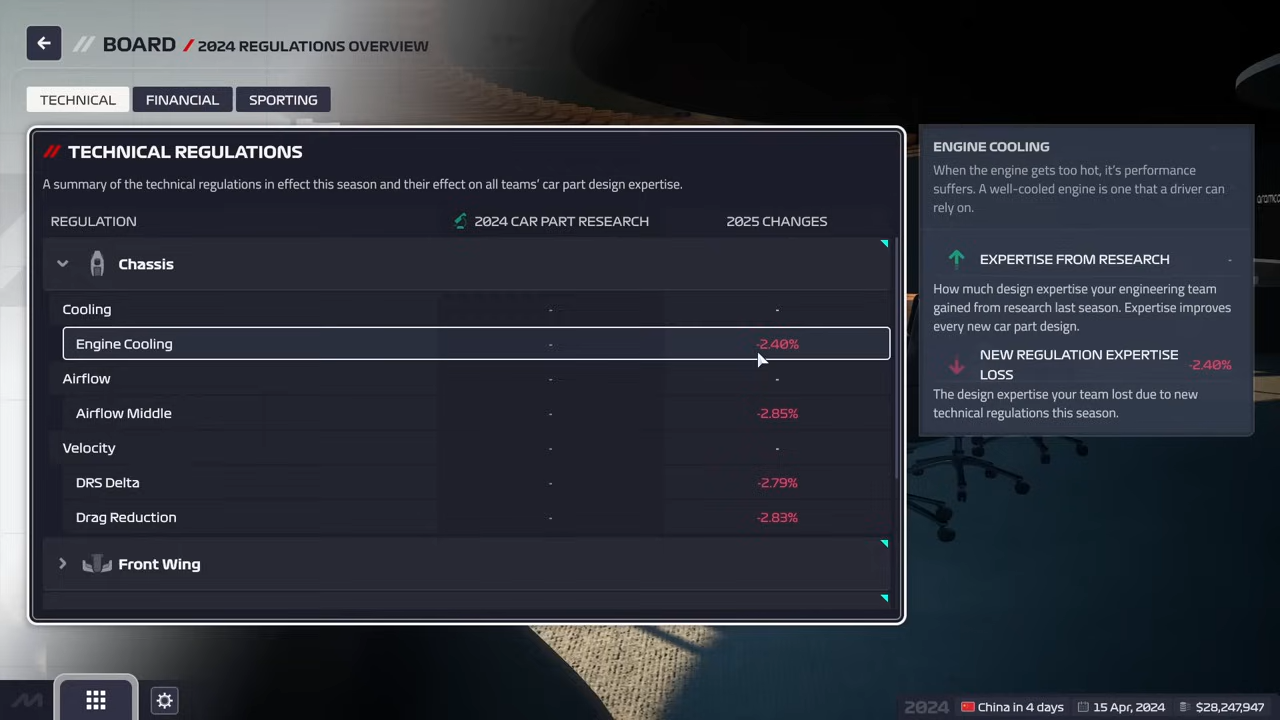 BOARD / 2024 REGULATIONS OVERVIEW
TECHNICAL FINANCIAL SPORTING
TECHNICAL REGULATIONS
A summary of the technical regulations in effect this season and their effect on all teams' car part design expertise.
REGULATION 2024 CAR PART RESEARCH 2025 CHANGES
Chassis
Cooling - -
Engine Cooling - -2.40%
Airflow - -
Airflow Middle - -2.85%
Velocity - -
DRS Delta - -2.79%
Drag Reduction - -2.83%
Front Wing
ENGINE COOLING
When the engine gets too hot, it's performance
suffers. A well-cooled engine is one that a driver can
rely on.
EXPERTISE FROM RESEARCH -
How much design expertise your engineering team
gained from research last season. Expertise improves
every new car part design.
NEW REGULATION EXPERTISE
LOSS -2.40%
The design expertise your team lost due to new
technical regulations this season.
aramco
2024 China in 4 days 15 Apr, 2024 $28,247,947